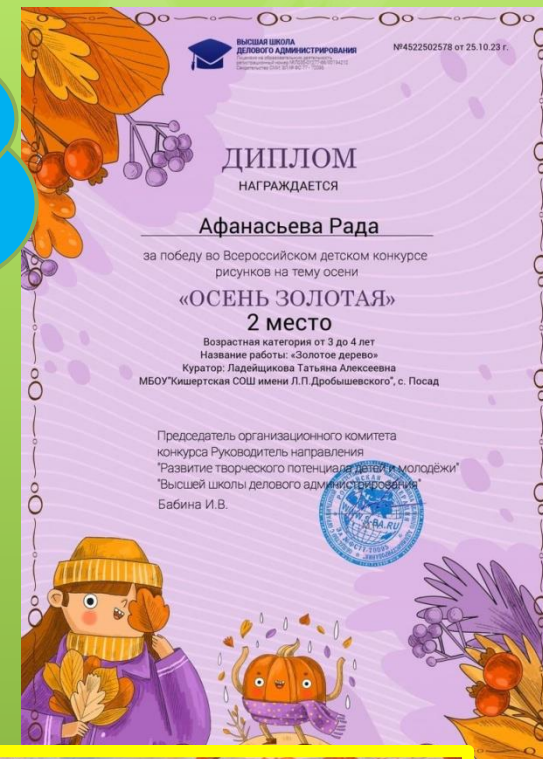 ВЫСШАЯ ШКОЛА
ДЕЛОВОГО АДМИНИСТРИРОВАНИЯ
№4522502578 от 25.10.23 г.
ДИПЛОМ
НАГРАЖДАЕТСЯ
Афанасьева Рада
за победу во Всероссийском детском конкурсе
рисунков на тему осени
«ОСЕНЬ ЗОЛОТАЯ»
2 место
Возрастная категория от 3 до 4 лет
Название работы: «Золотое дерево»
Куратор: Ладейщикова Татьяна Алексеевна
МБОУ"Кишертская СОШ имени Л.П.Дробышевского", с. Посад
Председатель организационного комитета
конкурса Руководитель направления
"Развитие творческого потенциала детей и молодёжи"
"Высшей школы делового администрирования"
Бабина И.В.